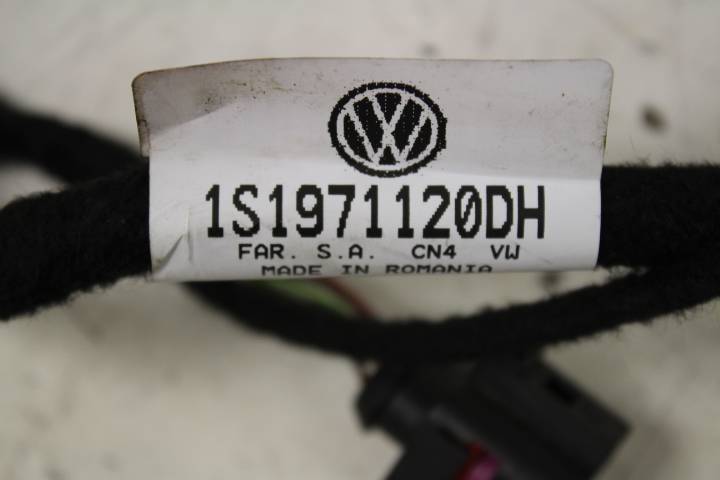 1S1971120DH
FAR. S.A. CN4 VW
MADE IN ROMANIA